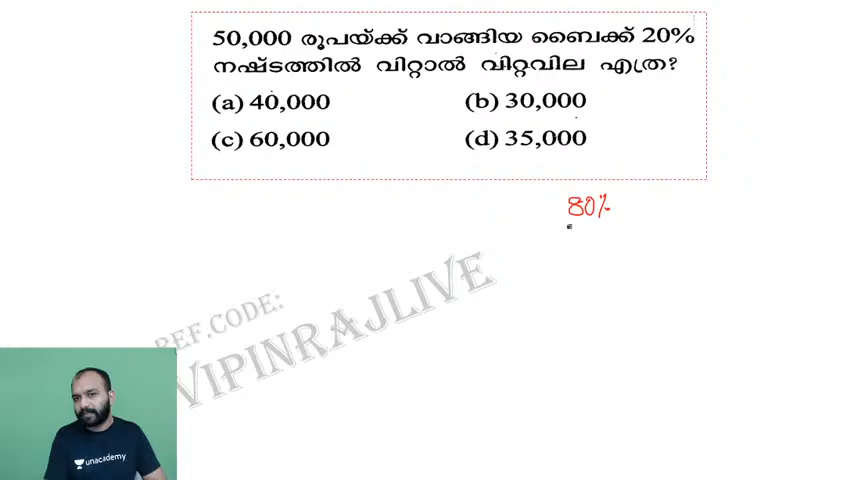 50,000 രൂപയ്ക്ക് വാങ്ങിയ ബൈക്ക് 20%
നഷ്ടത്തിൽ വിറ്റാൽ വിറ്റവില എത്ര?
(a) 40,000 (b) 30,000
(c) 60,000 (d) 35,000
80%
REF.CODE:
VIPINRAJLIVE
unacademy